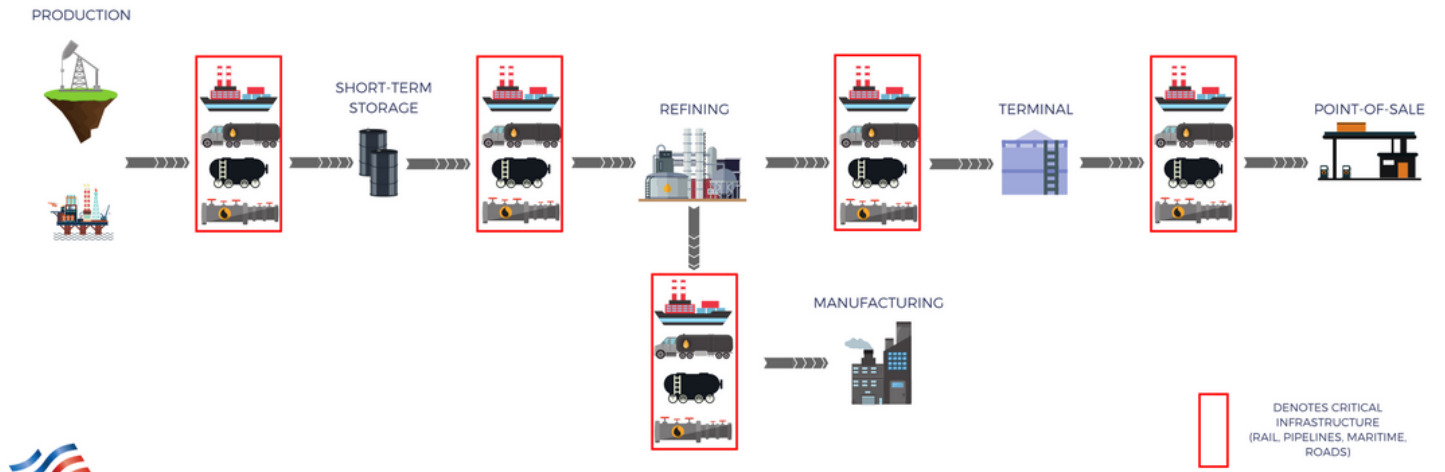 PRODUCTION
SHORT-TERM
STORAGE
REFINING
TERMINAL
POINT-OF-SALE
MANUFACTURING
DENOTES CRITICAL
INFRASTRUCTURE
(RAIL, PIPELINES, MARITIME,
ROADS)